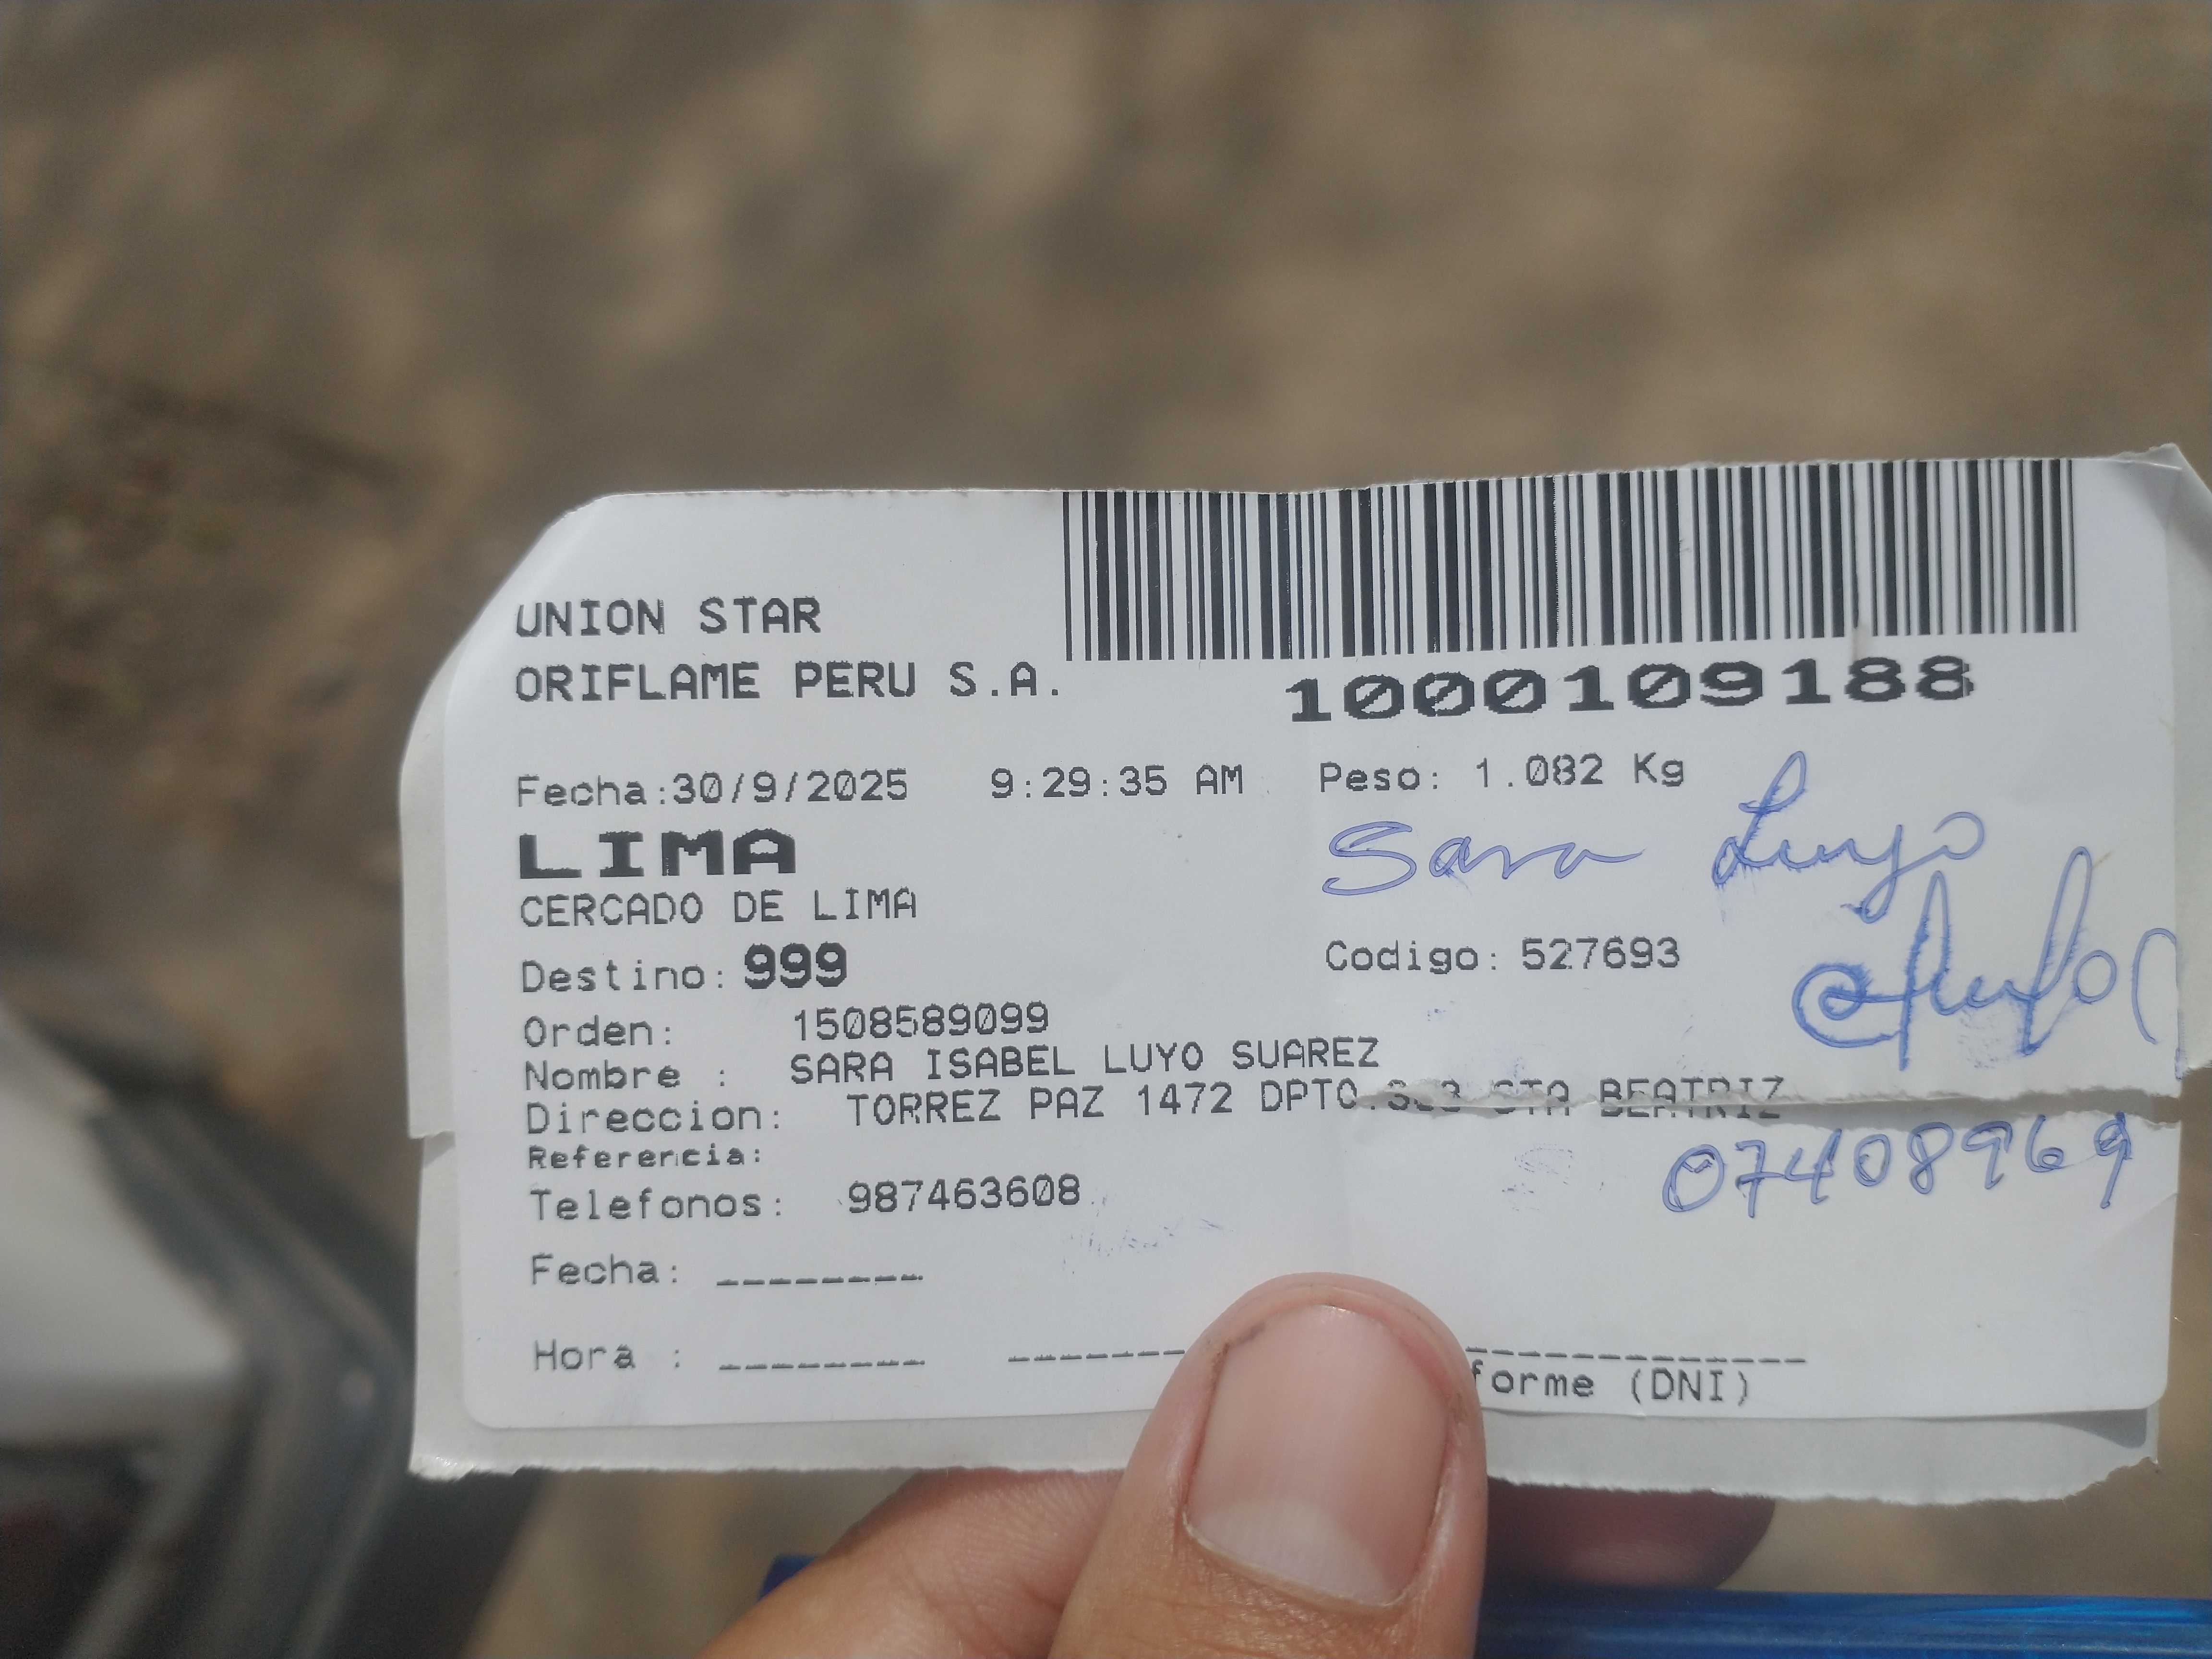 UNION STAR
ORIFLAME PERU S.A.
1000109188
Fecha:30/9/2025 9:29:35 AM Peso: 1.082 Kg
LIMA
Sara Luyo
CERCADO DE LIMA
Destino: 999 Codigo: 527693
Orden: 1508589099
Nombre : SARA ISABEL LUYO SUAREZ
Direccion: TORREZ PAZ 1472 DPTO. STA BEATRIZ
Referencia:
07408969
Telefonos: 987463608
Fecha: ________
Hora : ________
forme (DNI)